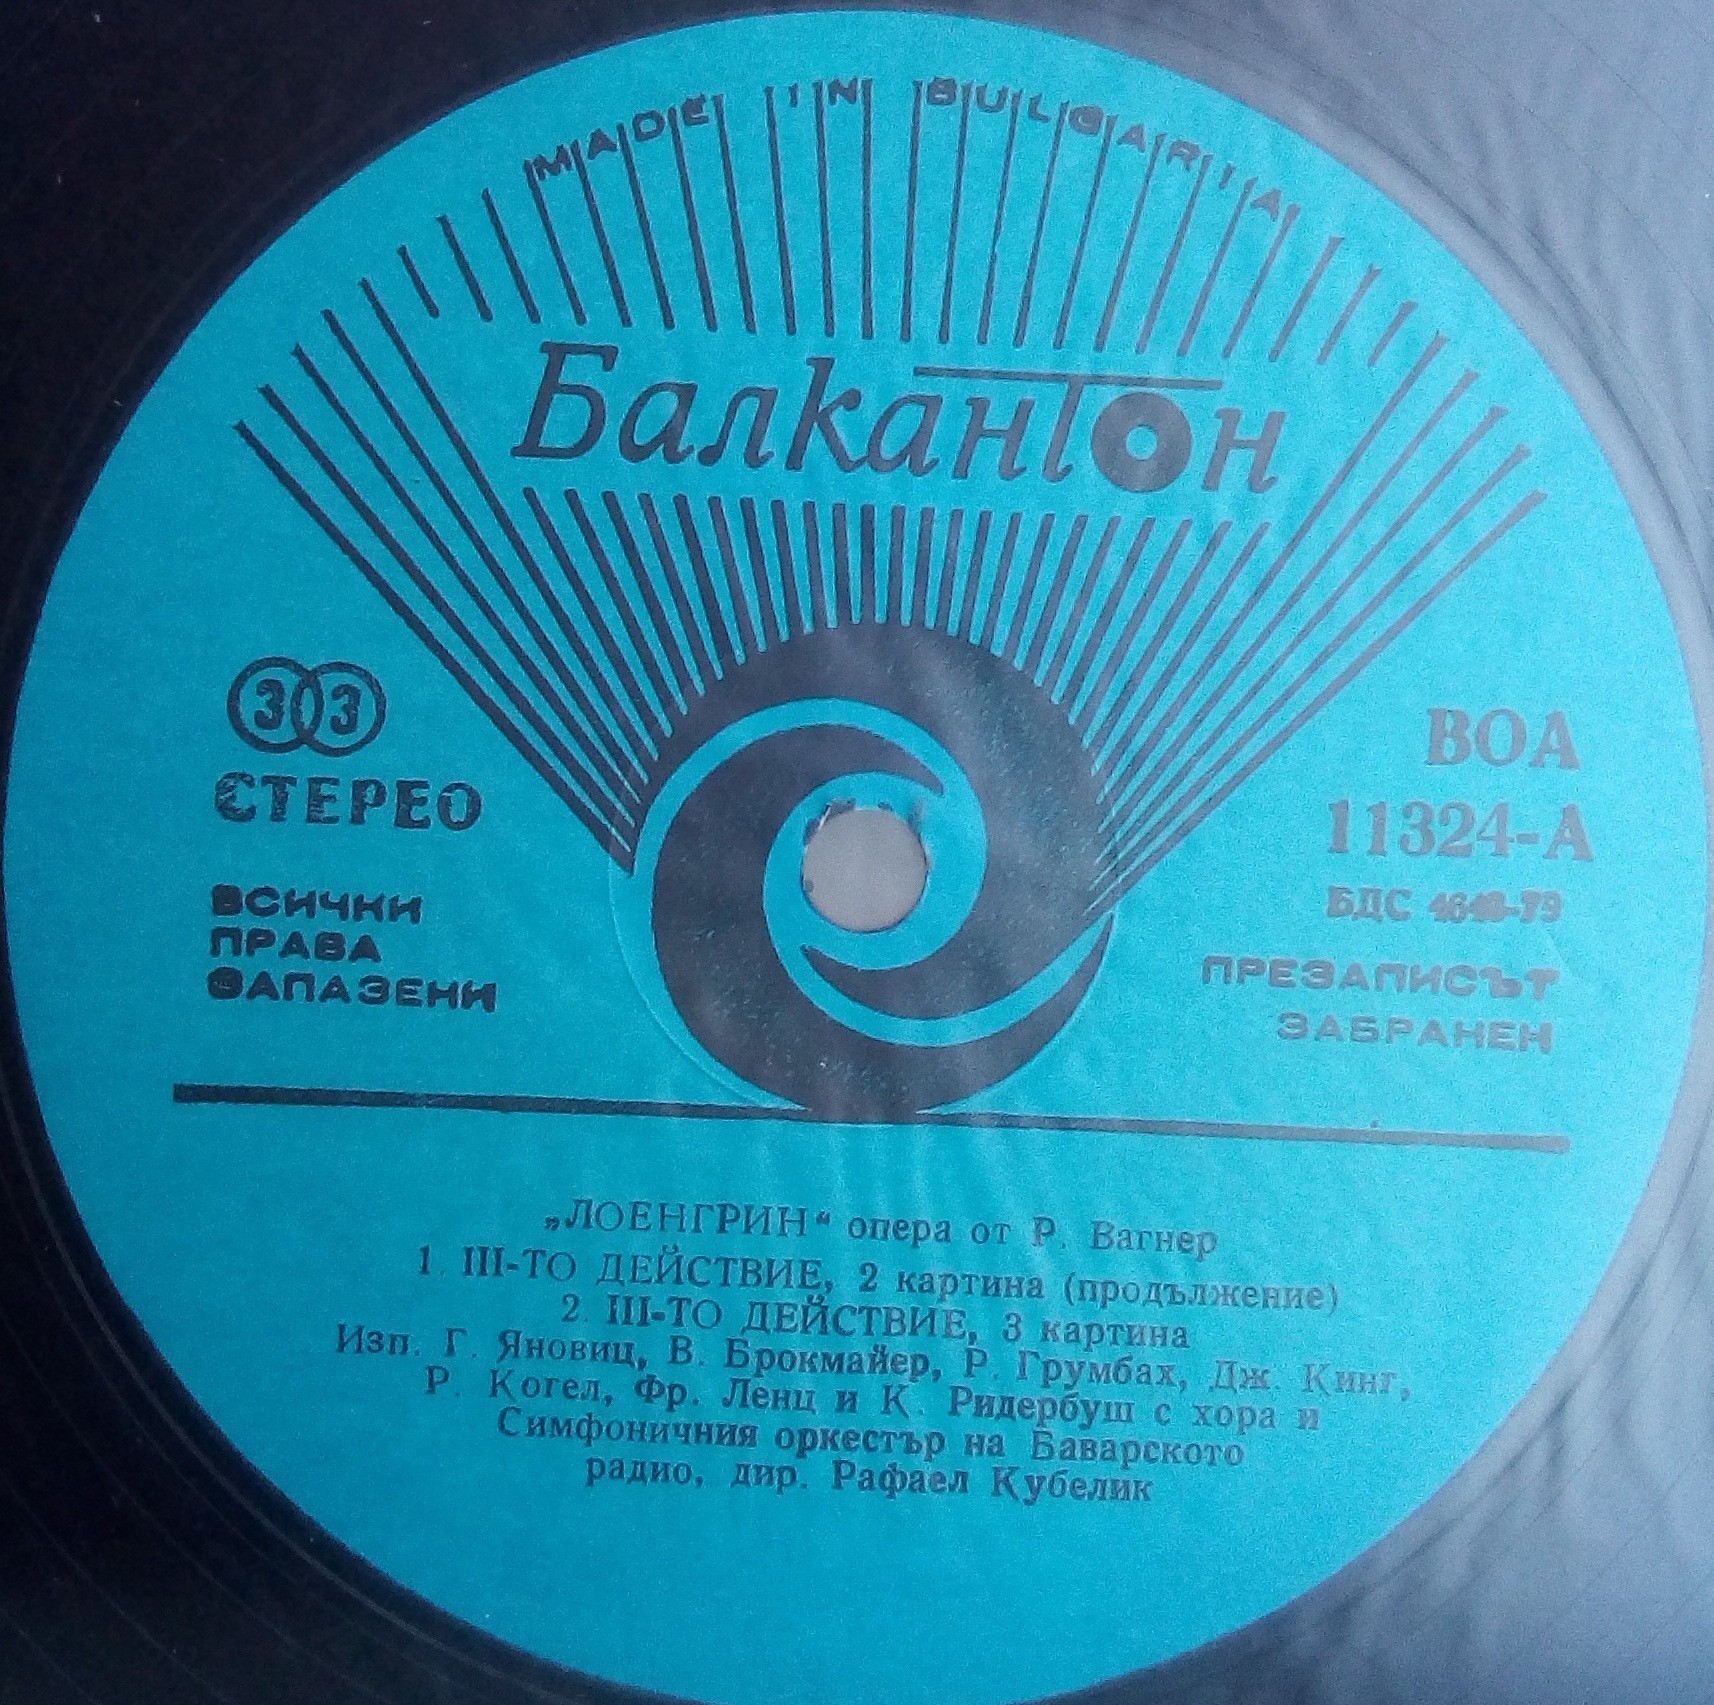 MADE IN BULGARIA
Балкантон
33
СТЕРЕО
ВСИЧКИ
ПРАВА
ЗАПАЗЕНИ
ВОА
11324-А
БДС
ПРЕЗАПИСЪТ
ЗАБРАНЕН
„ЛОЕНГРИН“ опера от Р. Вагнер
1. III-ТО ДЕЙСТВИЕ, 2 картина (продължение)
2. III-ТО ДЕЙСТВИЕ, 3 картина
Изп. Г. Яновиц, В. Брокмайер, Р. Грумбах, Дж. Кинг,
Р. Когел, Фр. Ленц и К. Ридербуш с хора и
Симфоничния оркестър на Баварското
радио, дир. Рафаел Кубелик